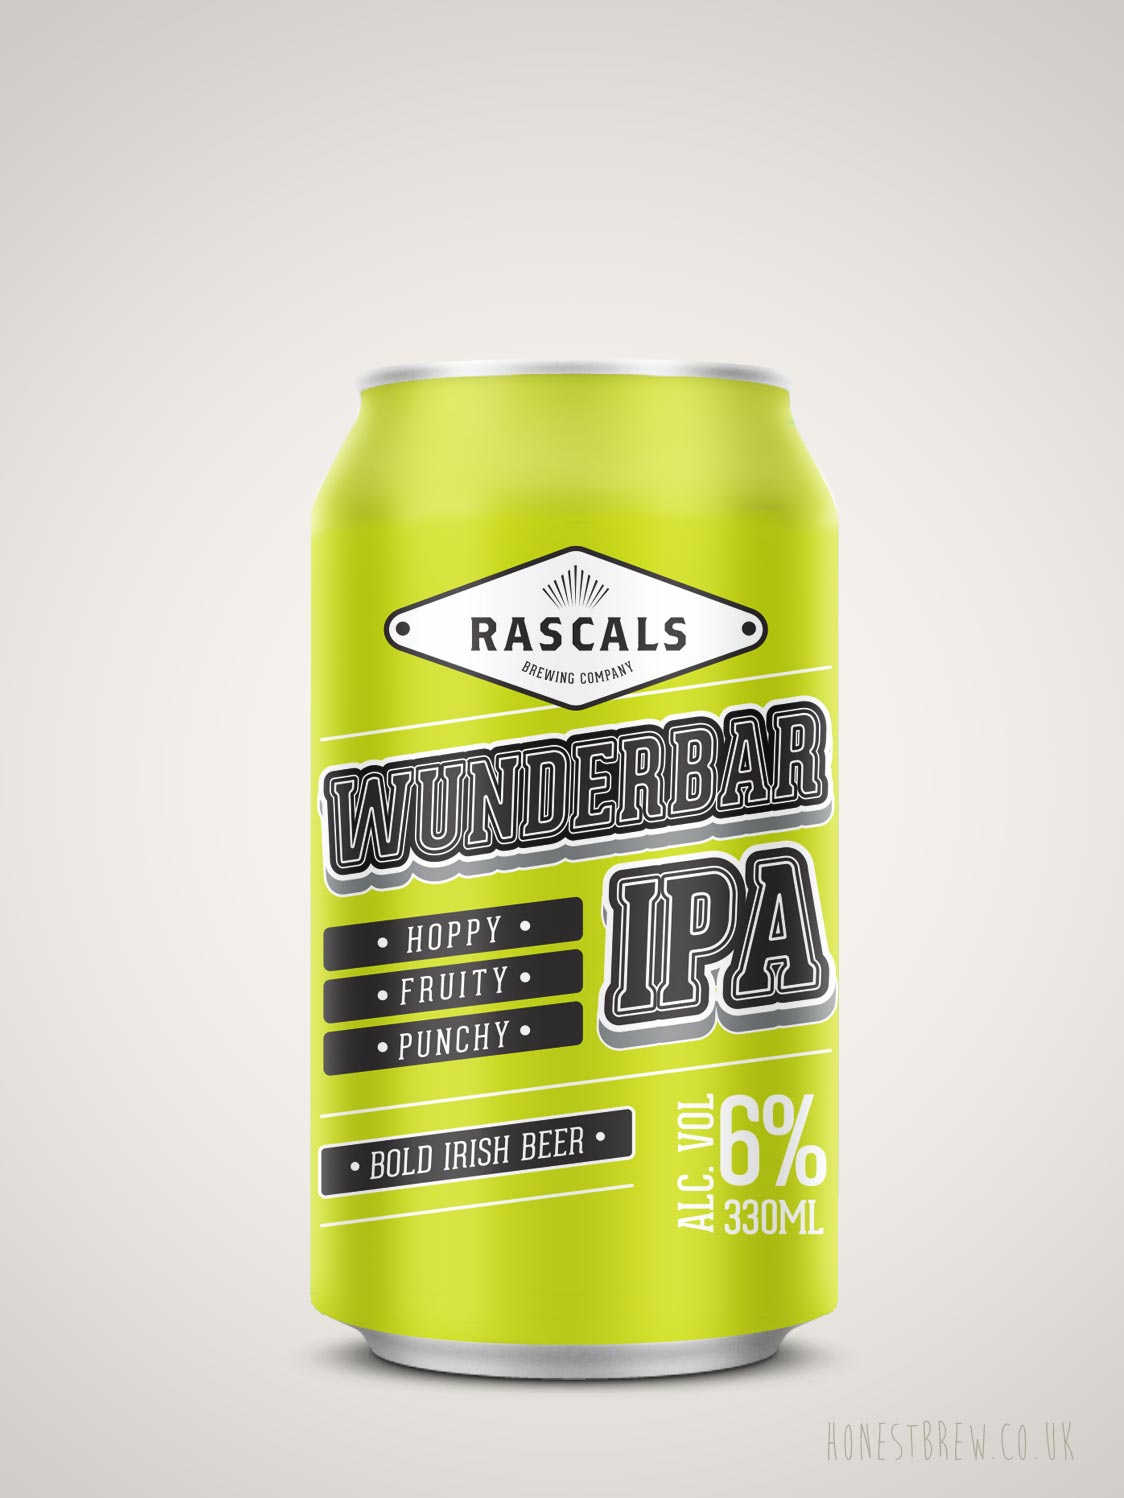 RASCALS
BREWING COMPANY
WUNDERBAR
IPA
• HOPPY •
• FRUITY •
• PUNCHY •
• BOLD IRISH BEER •
ALC. VOL
6%
330ML
HONESTBREW.CO.UK